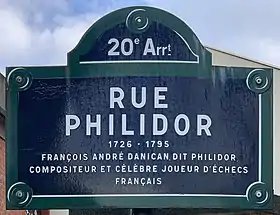 20e Arrt.
RUE
PHILIDOR
1726 - 1795
FRANÇOIS ANDRÉ DANICAN, DIT PHILIDOR
COMPOSITEUR ET CÉLÈBRE JOUEUR D'ÉCHECS
FRANÇAIS